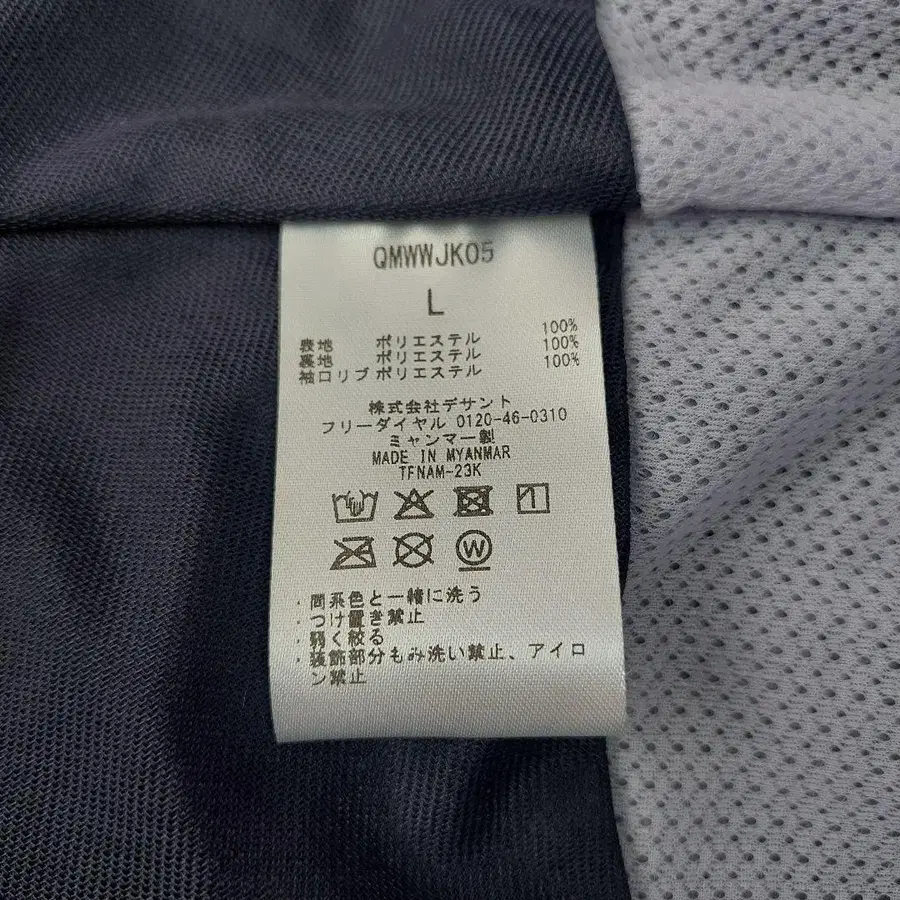 QMWWJK05
L
表地 ポリエステル 100%
裏地 ポリエステル 100%
袖口リブ ポリエステル 100%
株式会社デサント
フリーダイヤル 0120-46-0310
ミャンマー製
MADE IN MYANMAR
TFNAM-23K
W
・同系色と一緒に洗う
・つけ置き禁止
・弱く絞る
・装飾部分もみ洗い禁止、アイロ
ン禁止